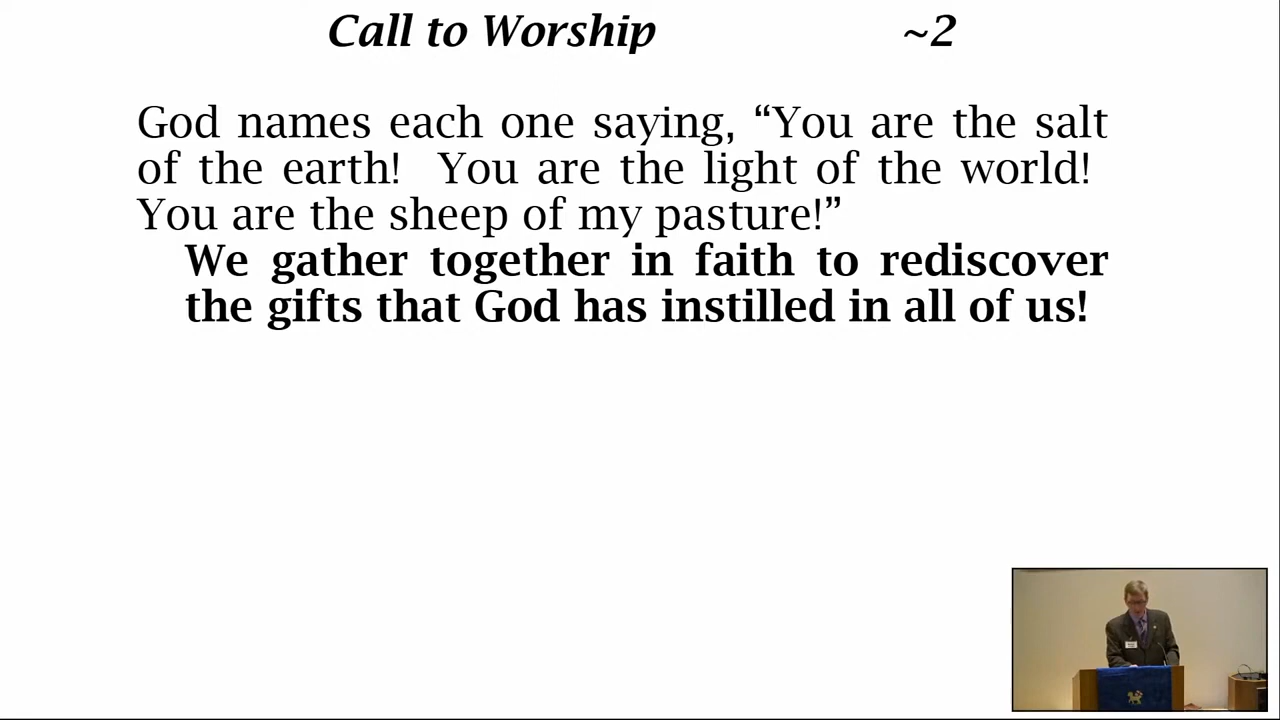 Call to Worship ~2
God names each one saying, “You are the salt
of the earth!  You are the light of the world!
You are the sheep of my pasture!”
We gather together in faith to rediscover
the gifts that God has instilled in all of us!